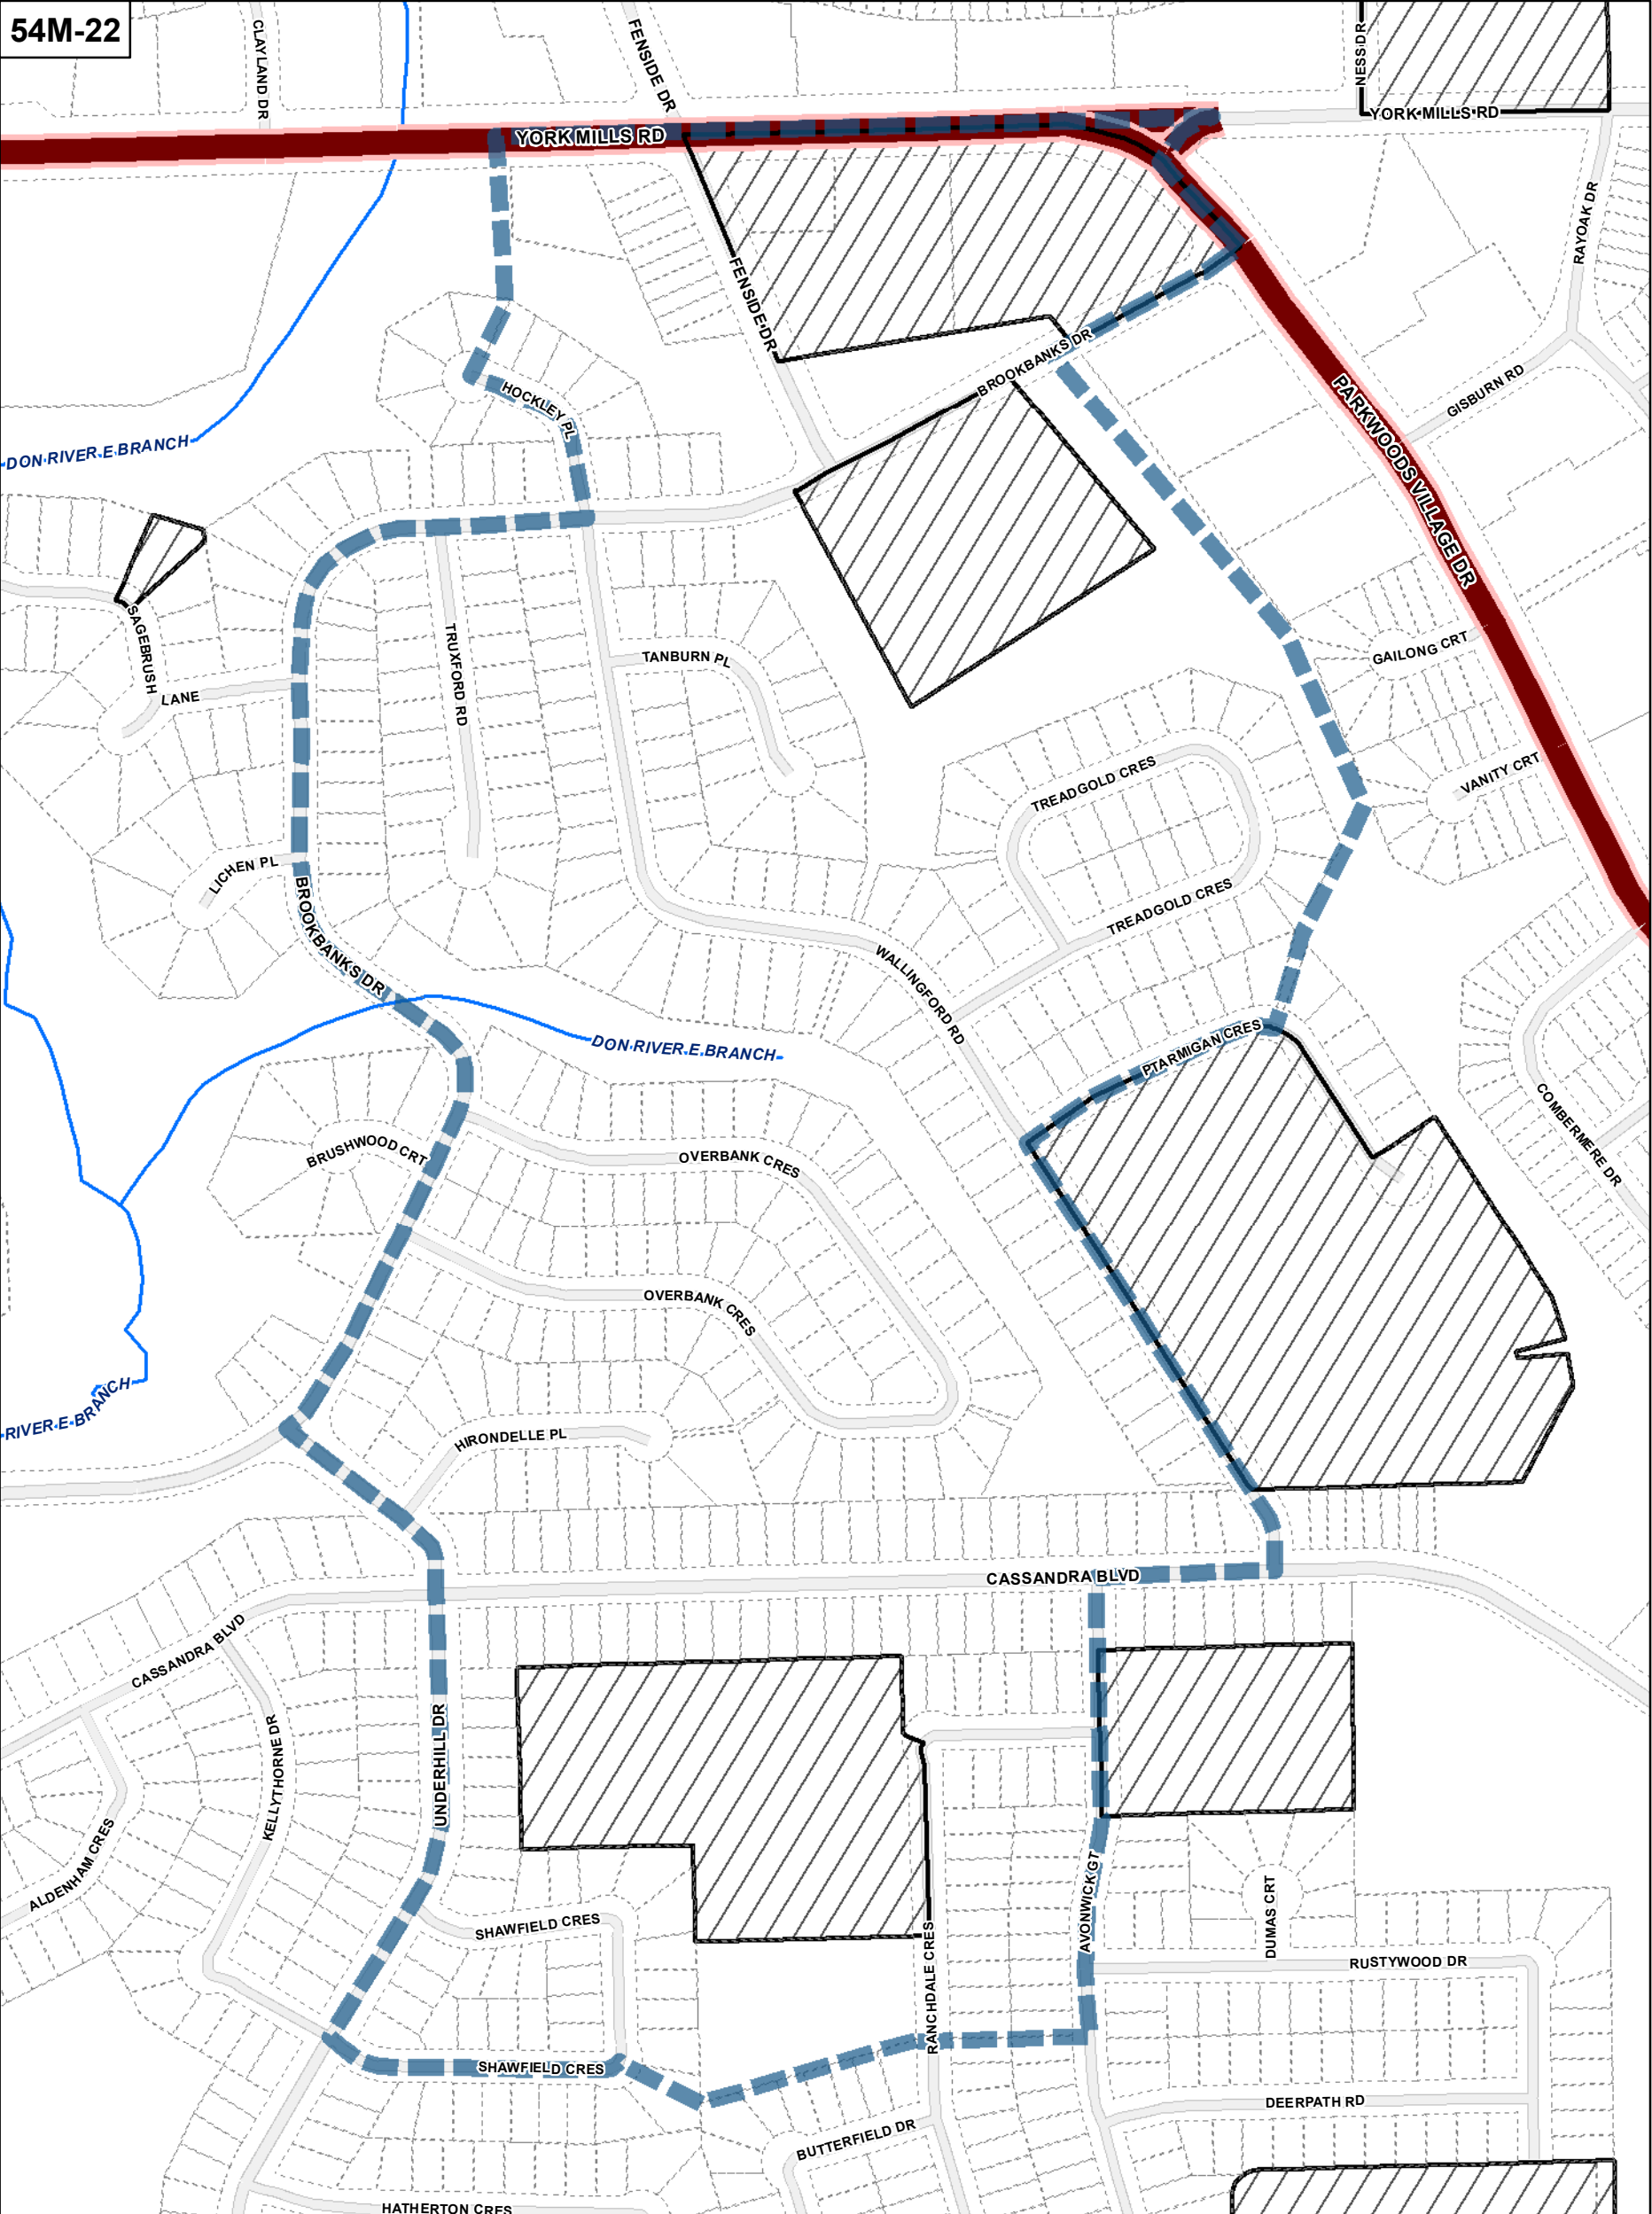 54M-22
CLAYLAND DR
FENSIDE DR
NESS DR
YORK MILLS RD
YORK MILLS RD
RAYOAK DR
FENSIDE DR
BROOKBANKS DR
HOCKLEY PL
PARKWOODS VILLAGE DR
GISBURN RD
DON RIVER E BRANCH
SAGEBRUSH
LANE
TRUXFORD RD
TANBURN PL
GAILONG CRT
VANITY CRT
TREADGOLD CRES
TREADGOLD CRES
LICHEN PL
BROOKBANKS DR
WALLINGFORD RD
DON RIVER E BRANCH
PTARMIGAN CRES
COMBERMERE DR
BRUSHWOOD CRT
OVERBANK CRES
OVERBANK CRES
RIVER E BRANCH
HIRONDELLE PL
CASSANDRA BLVD
CASSANDRA BLVD
KELLYTHORNE DR
UNDERHILL DR
ALDENHAM CRES
SHAWFIELD CRES
AVONWICK GT
DUMAS CRT
RANCHDALE CRES
RUSTYWOOD DR
SHAWFIELD CRES
DEERPATH RD
BUTTERFIELD DR
HATHERTON CRES